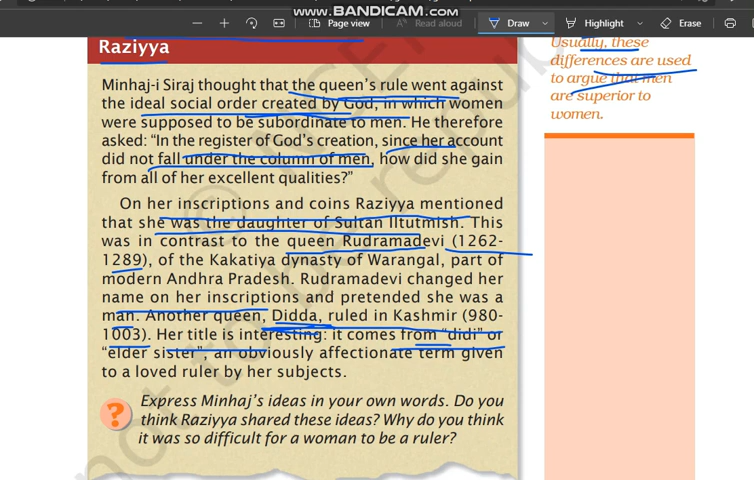 WWW.BANDICAM.COM
Page view
Read aloud
Draw
Highlight
Erase
Raziyya
Minhaj-i Siraj thought that the queen's rule went against
the ideal social order created by God, in which women
were supposed to be subordinate to men. He therefore
asked: "In the register of God's creation, since her account
did not fall under the column of men, how did she gain
from all of her excellent qualities?"
On her inscriptions and coins Raziyya mentioned
that she was the daughter of Sultan Iltutmish. This
was in contrast to the queen Rudramadevi (1262-
1289), of the Kakatiya dynasty of Warangal, part of
modern Andhra Pradesh. Rudramadevi changed her
name on her inscriptions and pretended she was a
man. Another queen, Didda, ruled in Kashmir (980-
1003). Her title is interesting: it comes from "didi" or
"elder sister", an obviously affectionate term given
to a loved ruler by her subjects.
?
Express Minhaj's ideas in your own words. Do you
think Raziyya shared these ideas? Why do you think
it was so difficult for a woman to be a ruler?
Usually, these
differences are used
to argue that men
are superior to
women.